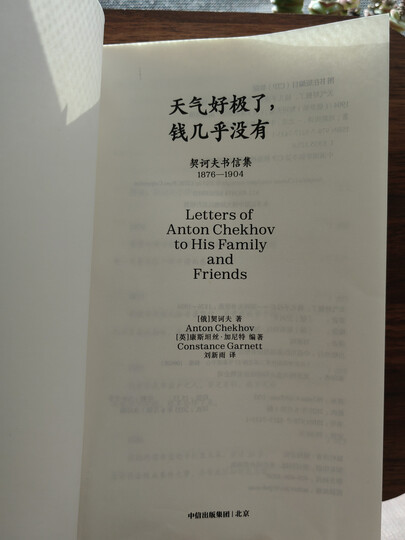 天气好极了，
钱几乎没有
契诃夫书信集
1876—1904
Letters of
Anton Chekhov
to His Family
and
Friends
[俄]契诃夫 著
Anton Chekhov
[英]康斯坦丝·加尼特 编著
Constance Garnett
刘新雨 译
中信出版集团 | 北京